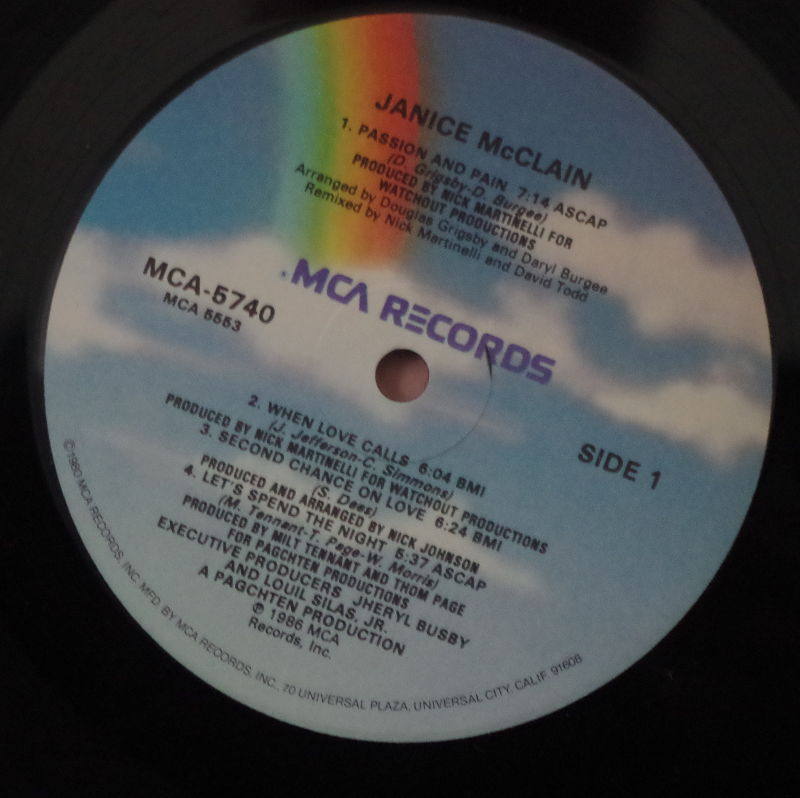 JANICE McCLAIN
1. PASSION AND PAIN 7:14 ASCAP
(D. Grigsby-D. Burgee)
PRODUCED BY NICK MARTINELLI FOR
WATCHOUT PRODUCTIONS
Arranged by Douglas Grigsby and Daryl Burgee
Remixed by Nick Martinelli and David Todd
MCA RECORDS
MCA-5740
MCA 5553
SIDE 1
2. WHEN LOVE CALLS 6:04 BMI
(J. Jefferson-C. Simmons)
PRODUCED BY NICK MARTINELLI FOR WATCHOUT PRODUCTIONS
3. SECOND CHANCE ON LOVE 6:24 BMI
(S. Dees)
PRODUCED AND ARRANGED BY NICK JOHNSON
4. LET'S SPEND THE NIGHT 5:37 ASCAP
(M. Tennant-T. Page-W. Morris)
PRODUCED BY MILT TENNANT AND THOM PAGE
FOR PAGCHTEN PRODUCTIONS
EXECUTIVE PRODUCERS JHERYL BUSBY
AND LOUIL SILAS, JR.
A PAGCHTEN PRODUCTION
℗ 1986 MCA
Records, Inc.
©1980 MCA RECORDS, INC. MFD. BY MCA RECORDS, INC., 70 UNIVERSAL PLAZA, UNIVERSAL CITY, CALIF. 91608